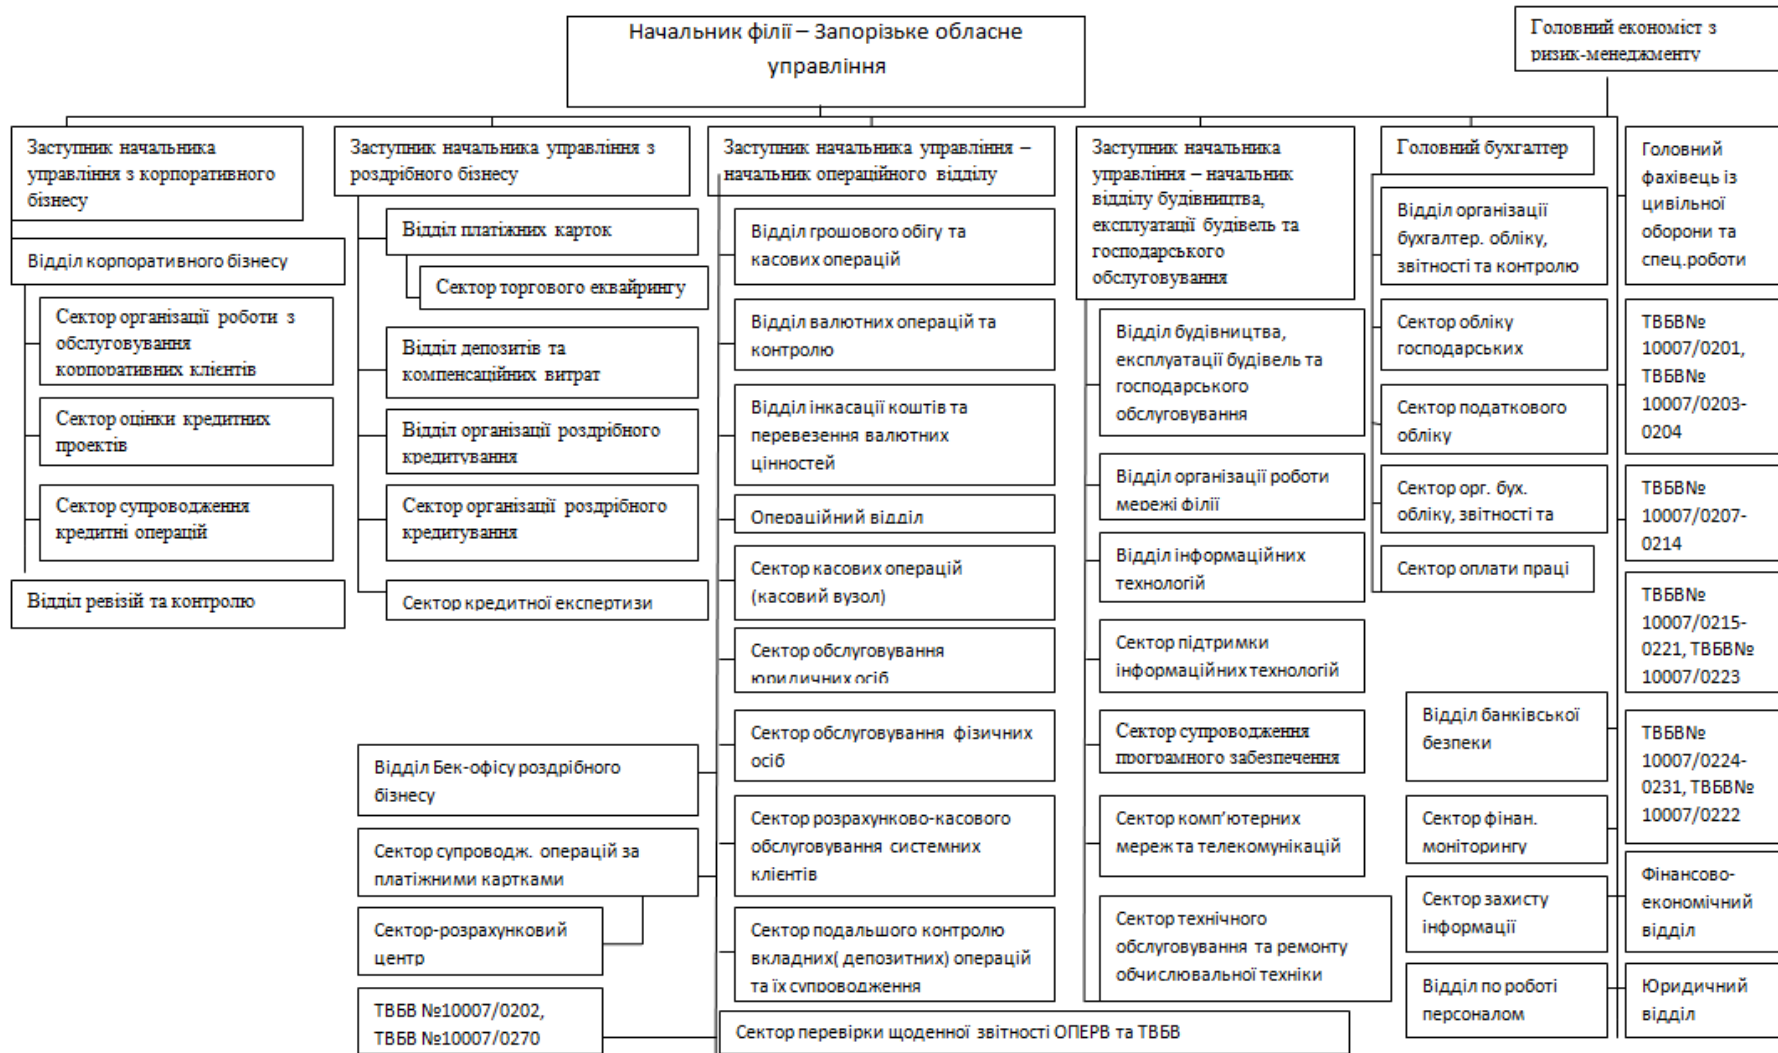 Начальник філії – Запорізьке обласне
управління
Головний економіст з
ризик-менеджменту
Заступник начальника
управління з корпоративного
бізнесу
Відділ корпоративного бізнесу
Сектор організації роботи з
обслуговування
корпоративних клієнтів
Сектор оцінки кредитних
проектів
Сектор супроводження
кредитні операцій
Відділ ревізій та контролю
Заступник начальника управління з
роздрібного бізнесу
Відділ платіжних карток
Сектор торгового еквайрингу
Відділ депозитів та
компенсаційних витрат
Відділ організації роздрібного
кредитування
Сектор організації роздрібного
кредитування
Сектор кредитної експертизи
Відділ Бек-офісу роздрібного
бізнесу
Сектор супроводж. операцій за
платіжними картками
Сектор-розрахунковий
центр
ТВБВ №10007/0202,
ТВБВ №10007/0270
Заступник начальника управління –
начальник операційного відділу
Відділ грошового обігу та
касових операцій
Відділ валютних операцій та
контролю
Відділ інкасації коштів та
перевезення валютних
цінностей
Операційний відділ
Сектор касових операцій
(касовий вузол)
Сектор обслуговування
юридичних осіб
Сектор обслуговування фізичних
осіб
Сектор розрахунково-касового
обслуговування системних
клієнтів
Сектор подальшого контролю
вкладних( депозитних) операцій
та їх супроводження
Сектор перевірки щоденної звітності ОПЕРВ та ТВБВ
Заступник начальника
управління – начальник
відділу будівництва,
експлуатації будівель та
господарського
обслуговування
Відділ будівництва,
експлуатації будівель та
господарського
обслуговування
Відділ організації роботи
мережі філії
Відділ інформаційних
технологій
Сектор підтримки
інформаційних технологій
Сектор супроводження
програмного забезпечення
Сектор комп’ютерних
мереж та телекомунікацій
Сектор технічного
обслуговування та ремонту
обчислювальної техніки
Головний бухгалтер
Відділ організації
бухгалтер. обліку,
звітності та контролю
Сектор обліку
господарських
Сектор податкового
обліку
Сектор орг. бух.
обліку, звітності та
Сектор оплати праці
Відділ банківської
безпеки
Сектор фінан.
моніторингу
Сектор захисту
інформації
Відділ по роботі
персоналом
Головний
фахівець із
цивільної
оборони та
спец.роботи
ТВБВ№
10007/0201,
ТВБВ№
10007/0203-
0204
ТВБВ№
10007/0207-
0214
ТВБВ№
10007/0215-
0221, ТВБВ№
10007/0223
ТВБВ№
10007/0224-
0231, ТВБВ№
10007/0222
Фінансово-
економічний
відділ
Юридичний
відділ